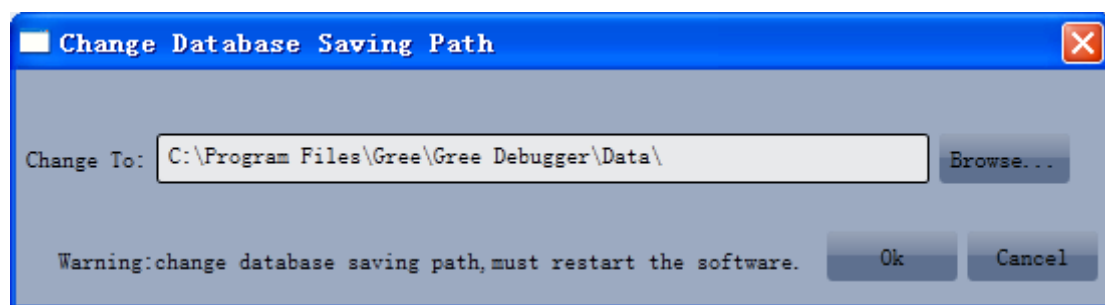 Change Database Saving Path
Change To: C:\Program Files\Gree\Gree Debugger\Data\ Browse...
Warning:change database saving path,must restart the software. Ok Cancel